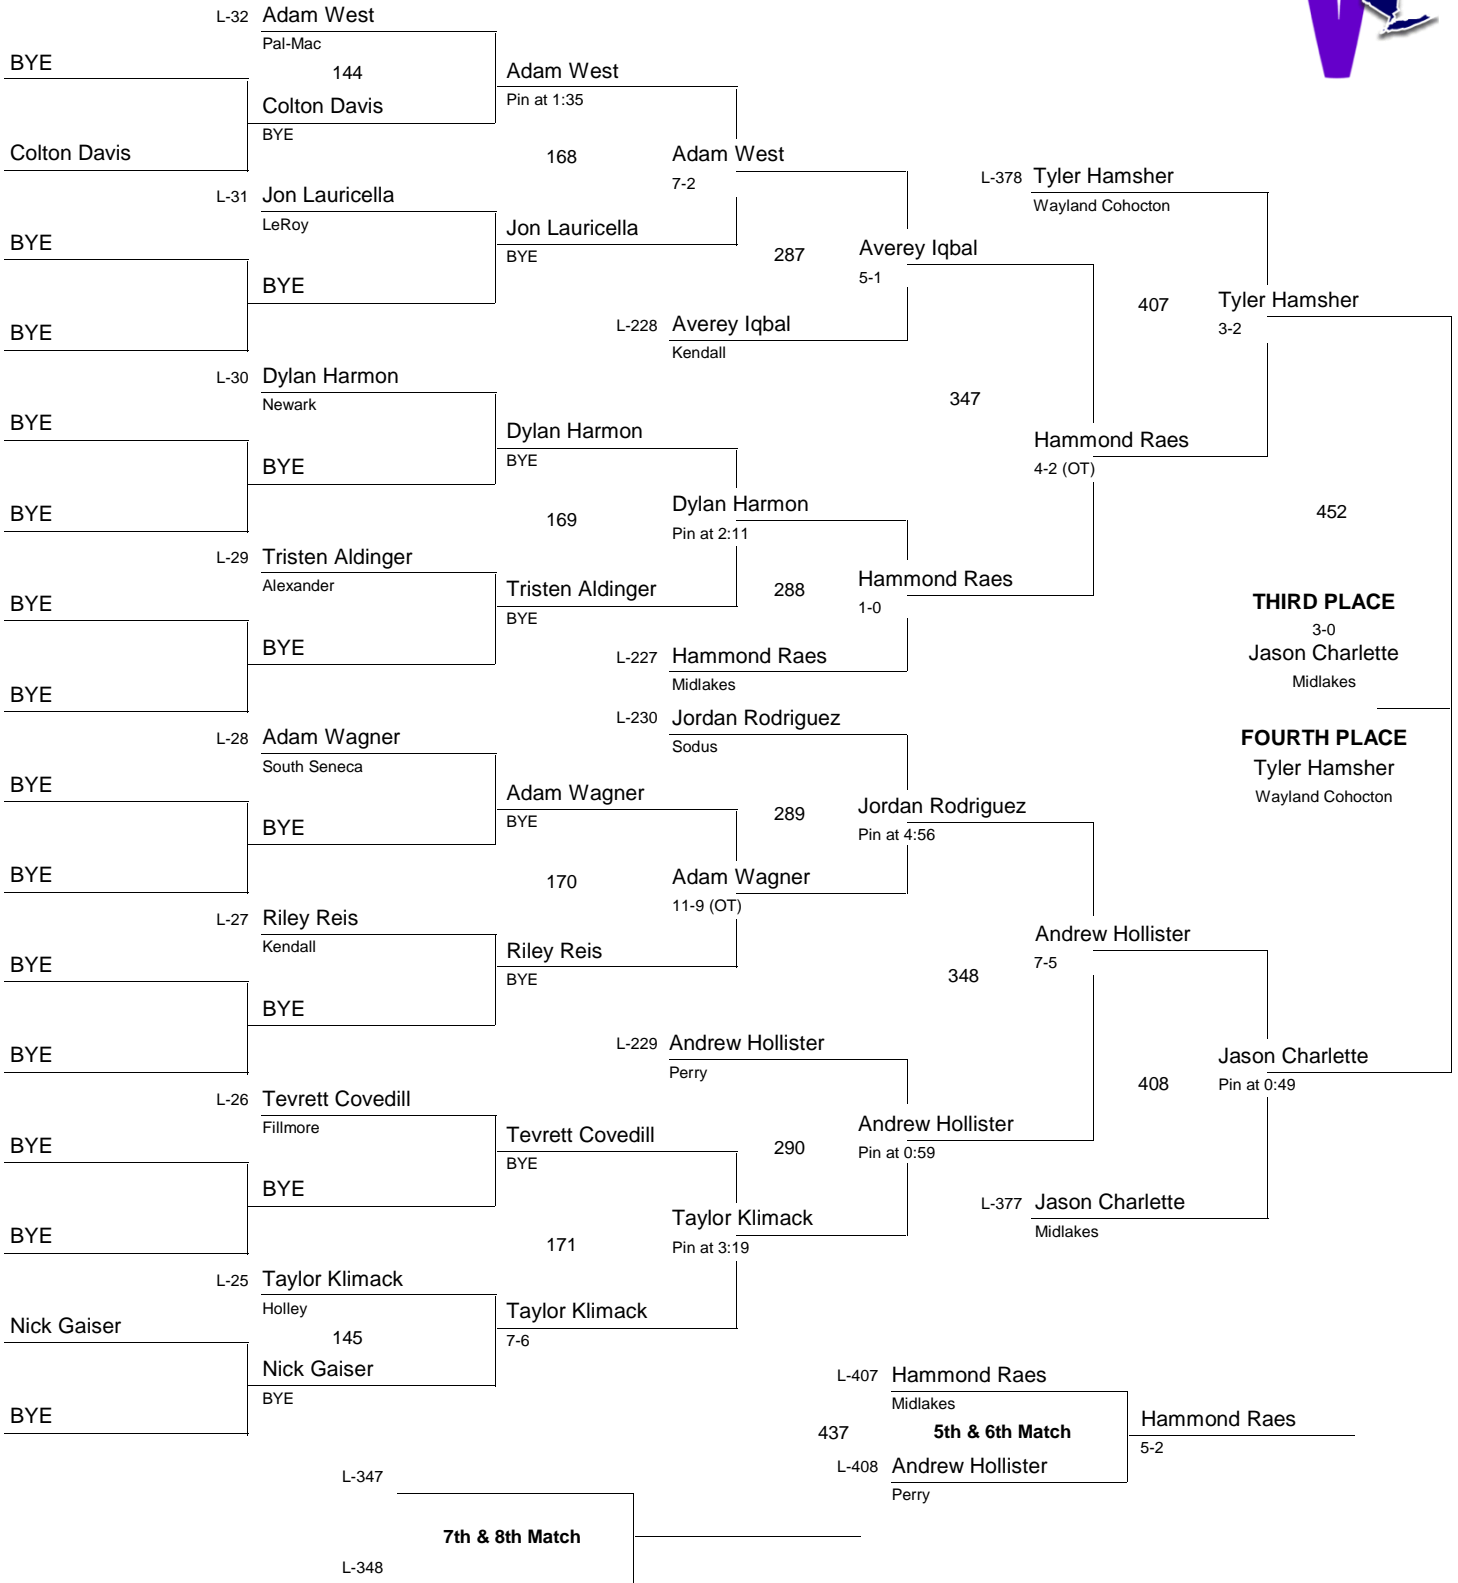 L-32 Adam West
Pal-Mac
BYE
144
Adam West
Pin at 1:35
Colton Davis
BYE
Colton Davis
168
Adam West
7-2
L-31 Jon Lauricella
LeRoy
Jon Lauricella
BYE
BYE
BYE
BYE
287
Averey Iqbal
5-1
L-228 Averey Iqbal
Kendall
L-378 Tyler Hamsher
Wayland Cohocton
407
Tyler Hamsher
3-2
L-30 Dylan Harmon
Newark
BYE
Dylan Harmon
BYE
BYE
BYE
169
Dylan Harmon
Pin at 2:11
347
Hammond Raes
4-2 (OT)
L-29 Tristen Aldinger
Alexander
Tristen Aldinger
BYE
BYE
BYE
BYE
288
Hammond Raes
1-0
L-227 Hammond Raes
Midlakes
452
THIRD PLACE
3-0
Jason Charlette
Midlakes
FOURTH PLACE
Tyler Hamsher
Wayland Cohocton
L-230 Jordan Rodriguez
Sodus
L-28 Adam Wagner
South Seneca
BYE
Adam Wagner
BYE
BYE
BYE
289
Jordan Rodriguez
Pin at 4:56
170
Adam Wagner
11-9 (OT)
L-27 Riley Reis
Kendall
Riley Reis
BYE
BYE
BYE
BYE
348
Andrew Hollister
7-5
L-229 Andrew Hollister
Perry
L-26 Tevrett Covedill
Fillmore
BYE
Tevrett Covedill
BYE
BYE
BYE
290
Andrew Hollister
Pin at 0:59
408
Jason Charlette
Pin at 0:49
171
Taylor Klimack
Pin at 3:19
L-377 Jason Charlette
Midlakes
L-25 Taylor Klimack
Holley
Nick Gaiser
145
Taylor Klimack
7-6
Nick Gaiser
BYE
BYE
L-407 Hammond Raes
Midlakes
437 5th & 6th Match
Hammond Raes
5-2
L-408 Andrew Hollister
Perry
L-347
7th & 8th Match
L-348